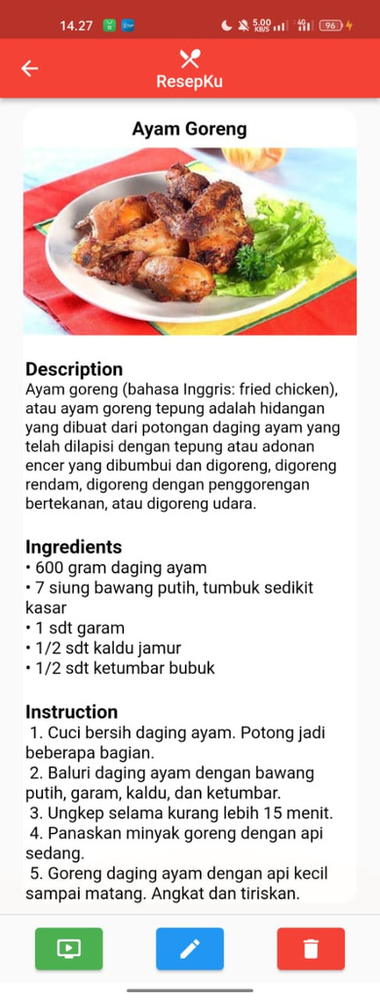 14.27
5.00
KB/S
4G
96
ResepKu
Ayam Goreng
Description
Ayam goreng (bahasa Inggris: fried chicken),
atau ayam goreng tepung adalah hidangan
yang dibuat dari potongan daging ayam yang
telah dilapisi dengan tepung atau adonan
encer yang dibumbui dan digoreng, digoreng
rendam, digoreng dengan penggorengan
bertekanan, atau digoreng udara.
Ingredients
• 600 gram daging ayam
• 7 siung bawang putih, tumbuk sedikit
kasar
• 1 sdt garam
• 1/2 sdt kaldu jamur
• 1/2 sdt ketumbar bubuk
Instruction
1. Cuci bersih daging ayam. Potong jadi
beberapa bagian.
2. Baluri daging ayam dengan bawang
putih, garam, kaldu, dan ketumbar.
3. Ungkep selama kurang lebih 15 menit.
4. Panaskan minyak goreng dengan api
sedang.
5. Goreng daging ayam dengan api kecil
sampai matang. Angkat dan tiriskan.